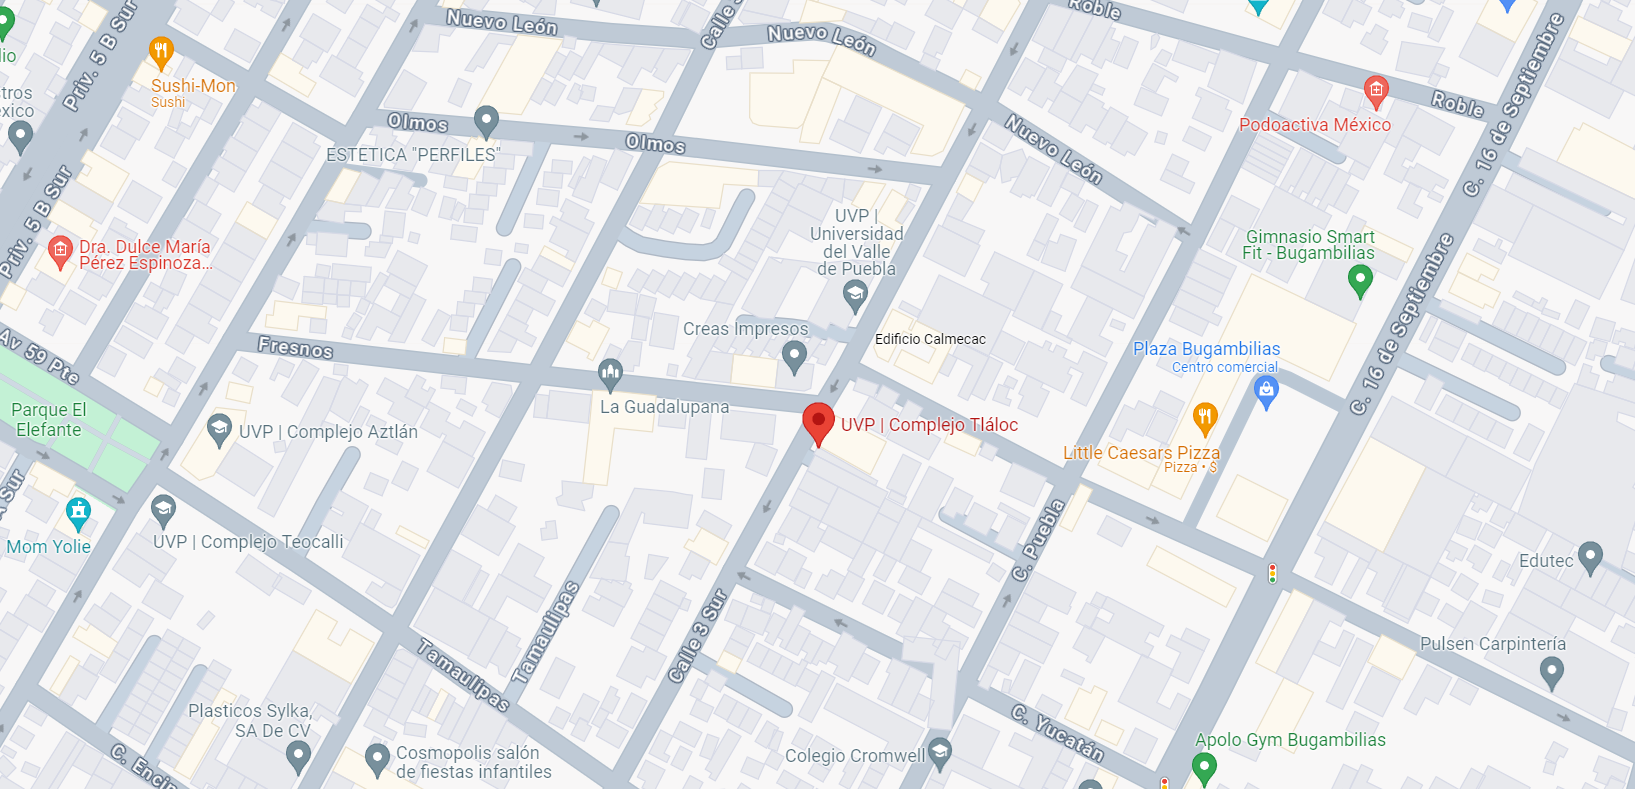 Nuevo León
Calle 3
Nuevo León
Roble
Priv. 5 B Sur
C. 16 de Septiembre
Sushi-Mon
Sushi
Roble
Podoactiva México
Olmos
Olmos
ESTÉTICA "PERFILES"
Nuevo León
Priv. 5 B Sur
UVP |
Universidad
del Valle
de Puebla
Dra. Dulce María
Pérez Espinoza...
Gimnasio Smart
Fit - Bugambilias
C. 16 de Septiembre
Creas Impresos
Edificio Calmecac
Fresnos
Av 59 Pte
Plaza Bugambilias
Centro comercial
La Guadalupana
Parque El
Elefante
UVP | Complejo Aztlán
UVP | Complejo Tláloc
Little Caesars Pizza
Pizza • $
Sur
Mom Yolie
UVP | Complejo Teocalli
C. Puebla
Edutec
Tamaulipas
Calle 3 Sur
Tamaulipas
Pulsen Carpintería
Plasticos Sylka,
SA De CV
C. Yucatán
C. Encin
Cosmopolis salón
de fiestas infantiles
Colegio Cromwell
Apolo Gym Bugambilias